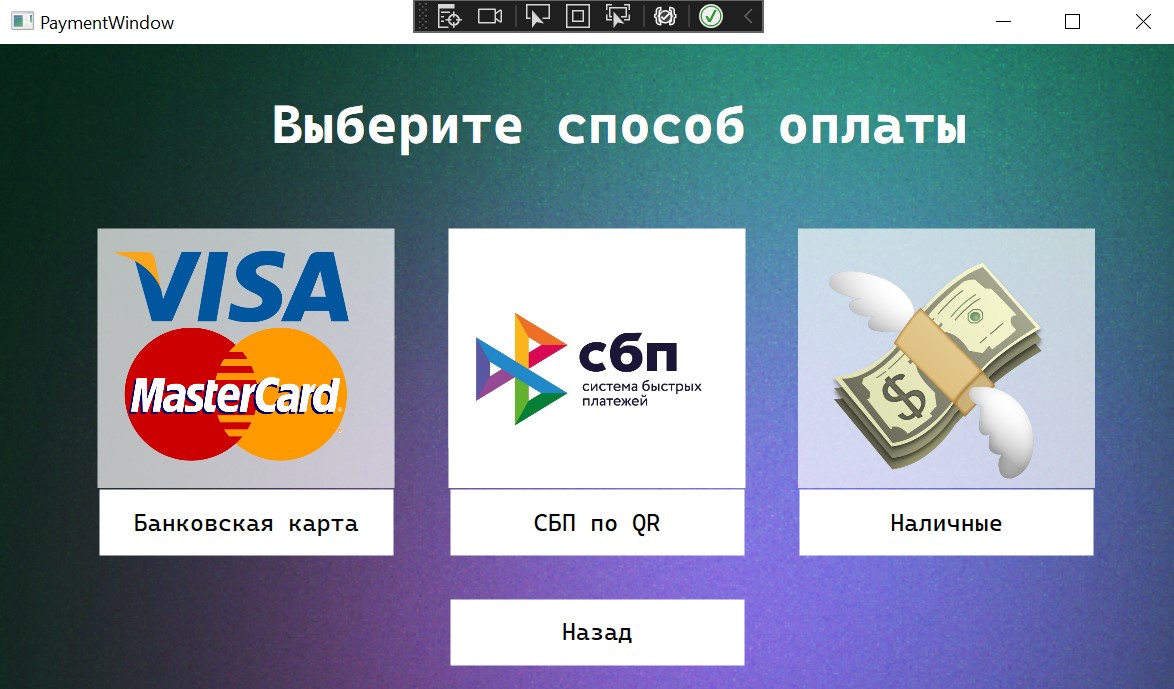 PaymentWindow
Выберите способ оплаты
VISA
MasterCard
сбп
система быстрых
платежей
Банковская карта
СБП по QR
Наличные
Назад